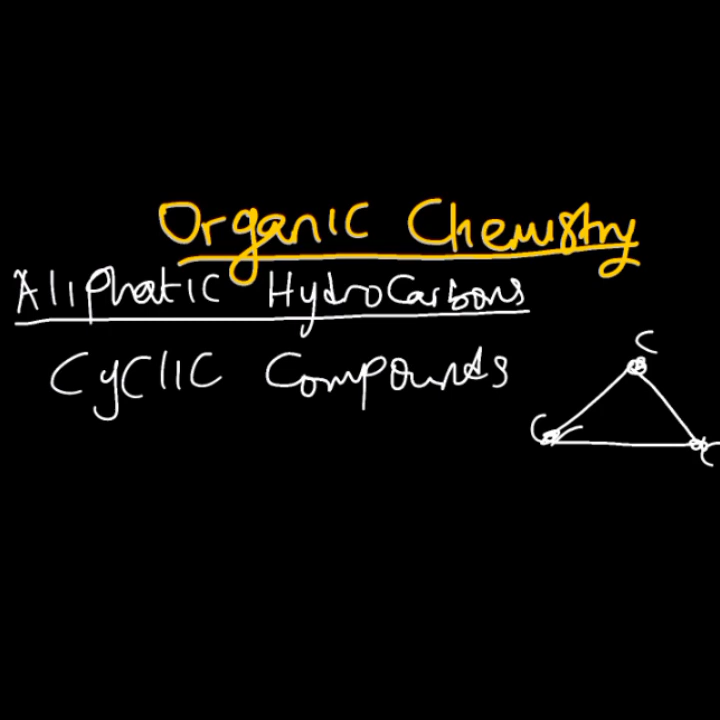 Organic Chemistry
Aliphatic HydroCarbons
Cyclic Compounds
C
C
C